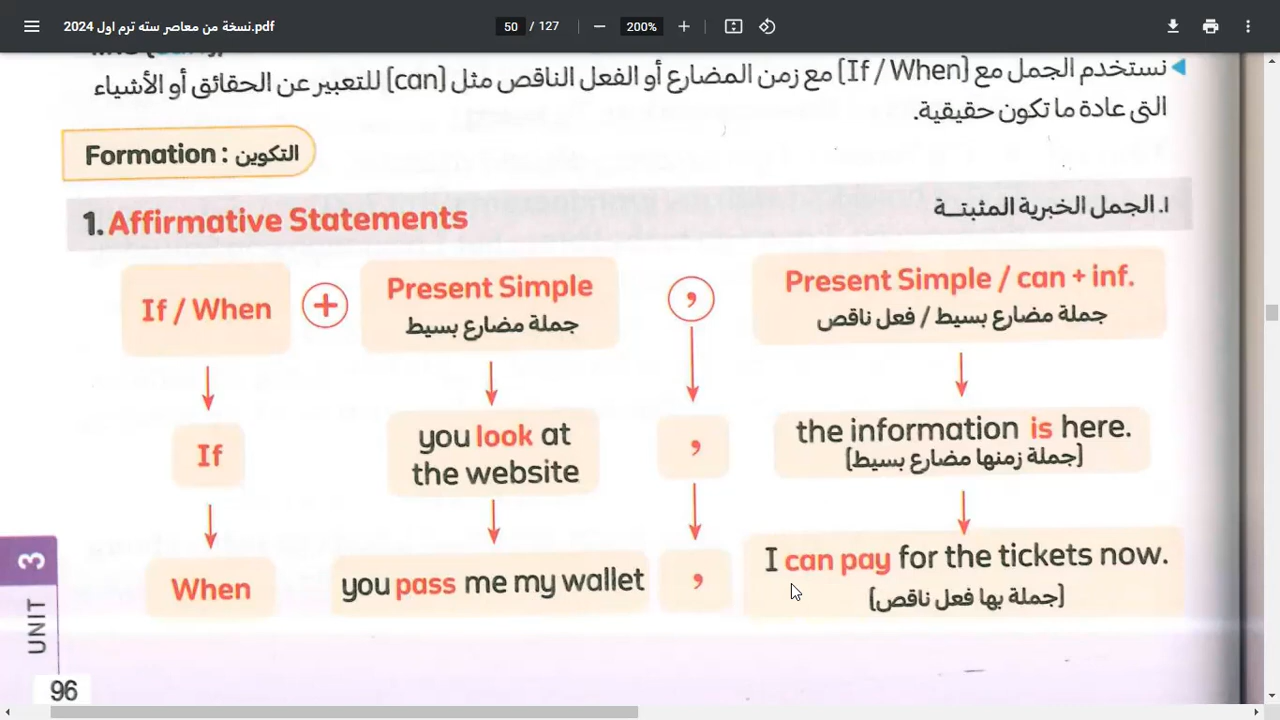 نسخة من معاصر سته ترم اول 2024.pdf
50 / 127
200%
نستخدم الجمل مع (If / When) مع زمن المضارع أو الفعل الناقص مثل (can) للتعبير عن الحقائق أو الأشياء
التى عادة ما تكون حقيقية.
Formation : التكوين
1. Affirmative Statements ١. الجمل الخبرية المثبتـة
If / When + Present Simple , Present Simple / can + inf.
جملة مضارع بسيط جملة مضارع بسيط / فعل ناقص
If you look at the website , the information is here.
(جملة زمنها مضارع بسيط)
When you pass me my wallet , I can pay for the tickets now.
(جملة بها فعل ناقص)
UNIT 3
96